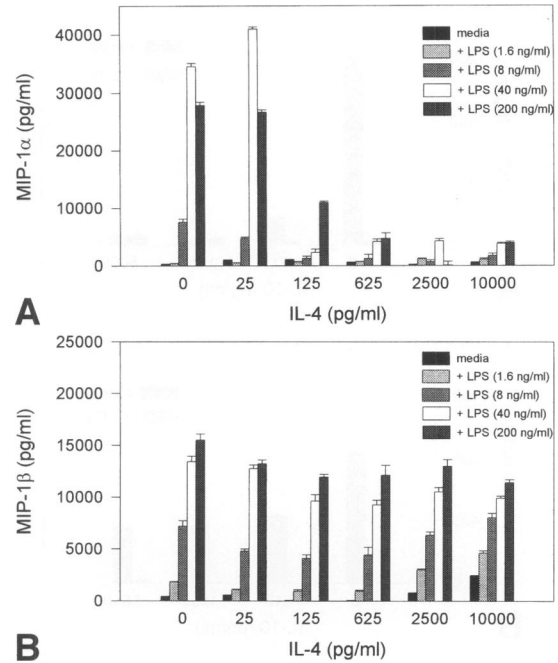 40000
30000
20000
10000
0
MIP-1α (pg/ml)
media
+ LPS (1.6 ng/ml)
+ LPS (8 ng/ml)
+ LPS (40 ng/ml)
+ LPS (200 ng/ml)
0 25 125 625 2500 10000
IL-4 (pg/ml)
A
25000
20000
15000
10000
5000
0
MIP-1β (pg/ml)
media
+ LPS (1.6 ng/ml)
+ LPS (8 ng/ml)
+ LPS (40 ng/ml)
+ LPS (200 ng/ml)
0 25 125 625 2500 10000
IL-4 (pg/ml)
B